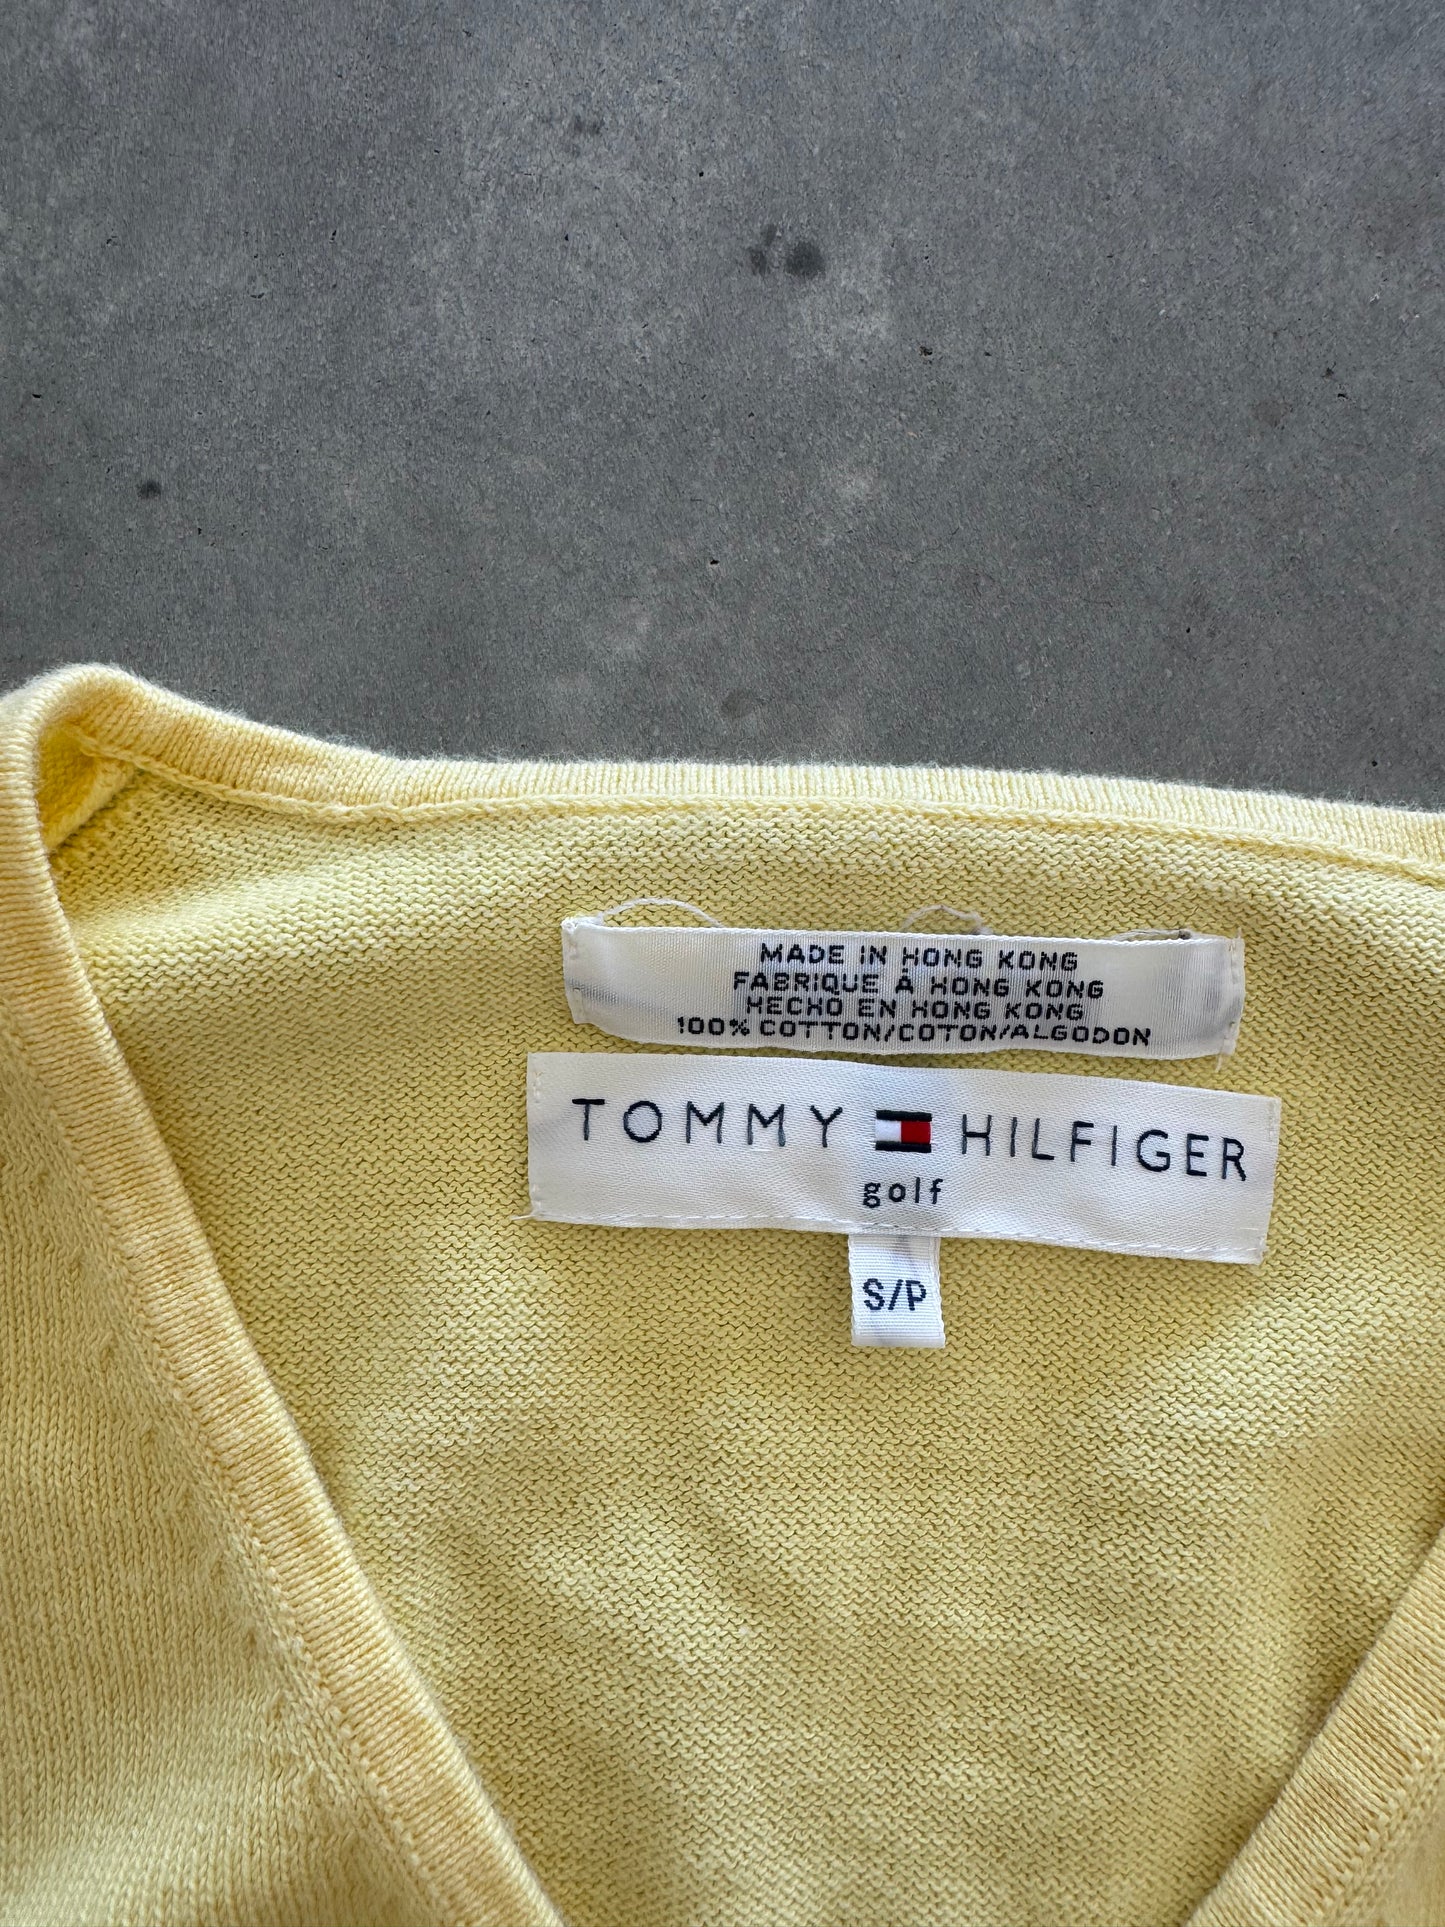 MADE IN HONG KONG
FABRIQUE À HONG KONG
HECHO EN HONG KONG
100% COTTON/COTON/ALGODON
TOMMY HILFIGER
golf
S/P